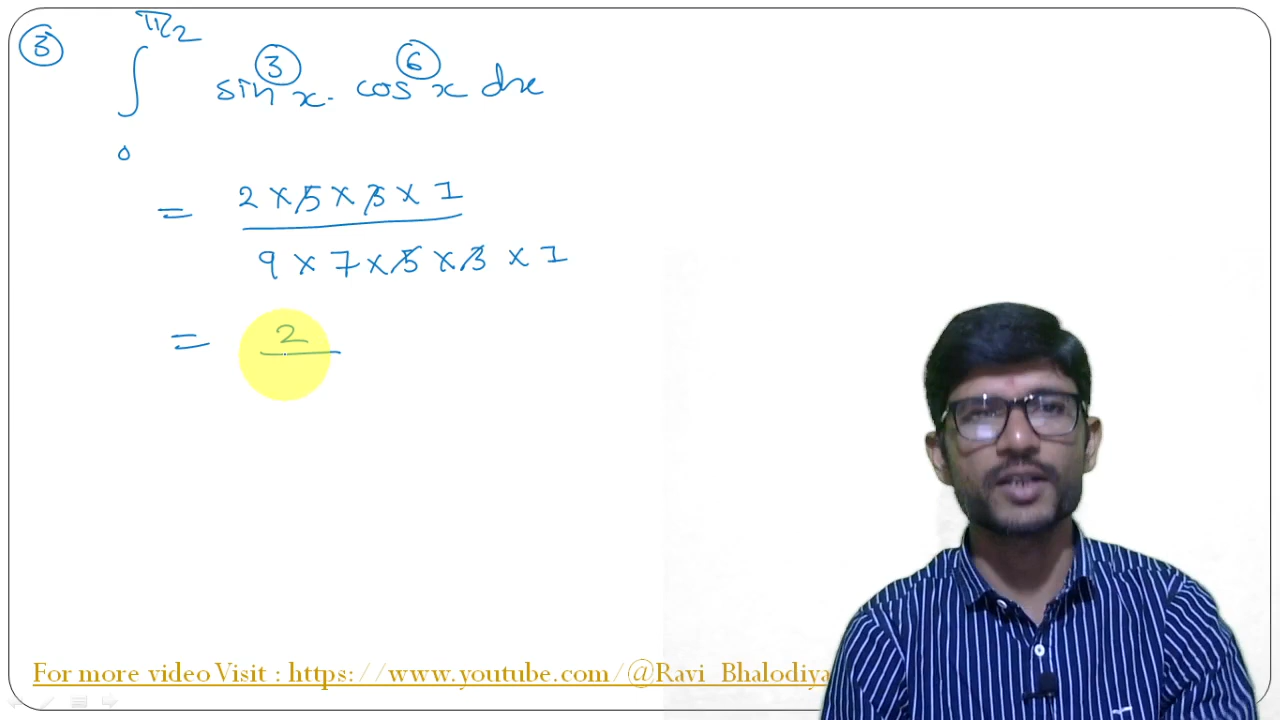 ③ ∫₀^π/2 sin³x · cos⁶x dx
= 2 × 5 × 3 × 1
9 × 7 × 5 × 3 × 1
= 2
For more video Visit : https://www.youtube.com/@Ravi_Bhalodiya